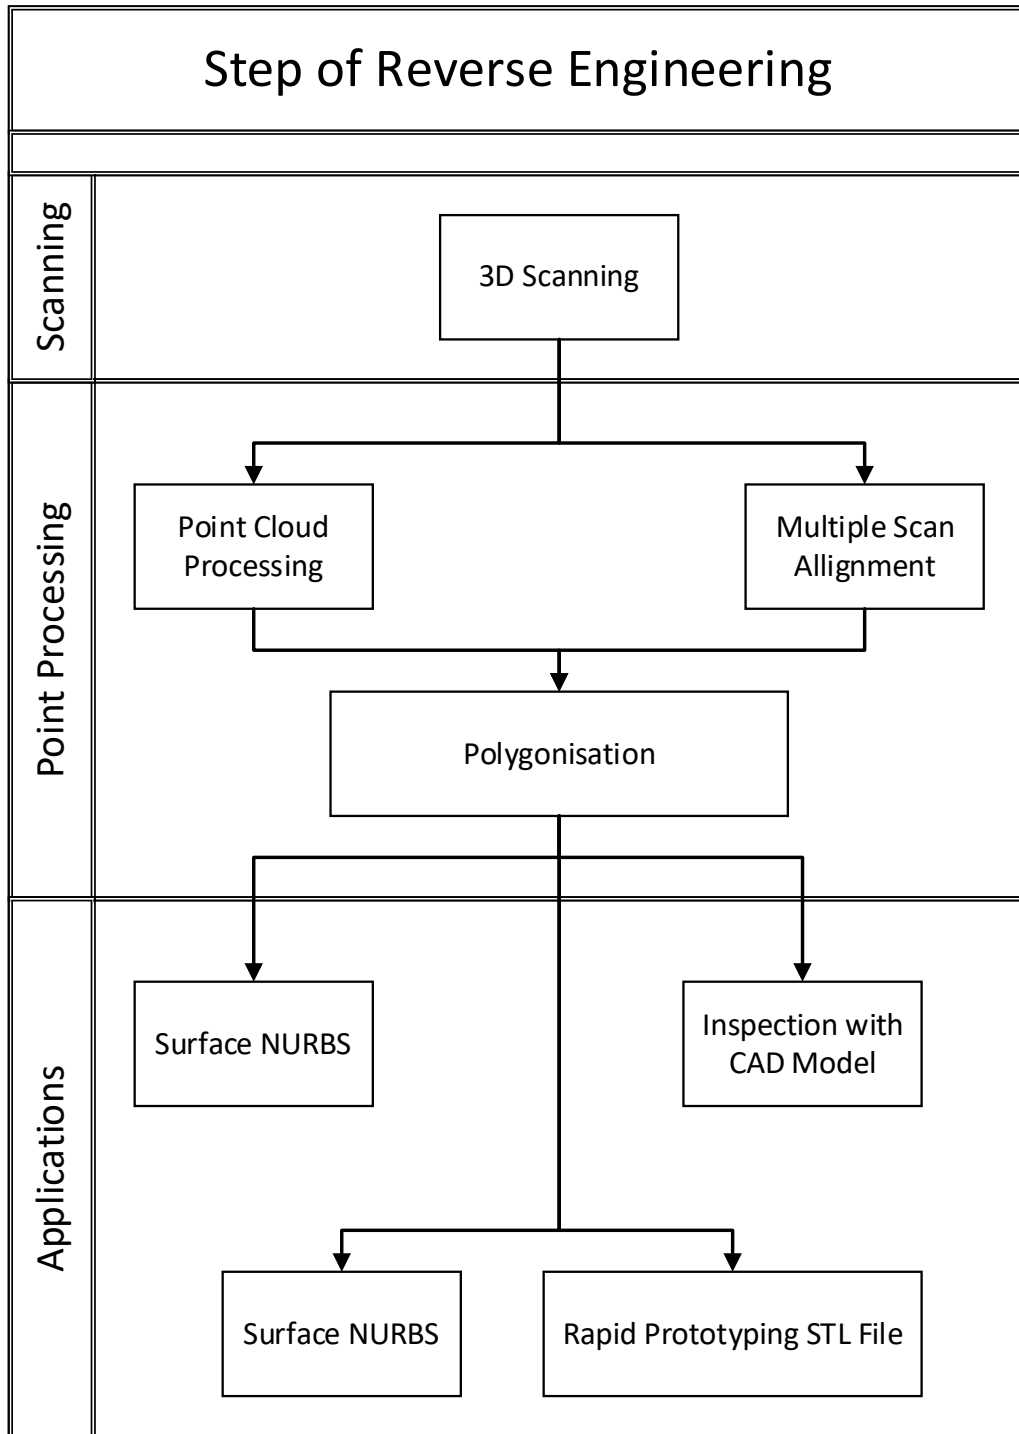 Step of Reverse Engineering
Scanning
3D Scanning
Point Processing
Point Cloud
Processing
Multiple Scan
Allignment
Polygonisation
Applications
Surface NURBS
Inspection with
CAD Model
Surface NURBS
Rapid Prototyping STL File